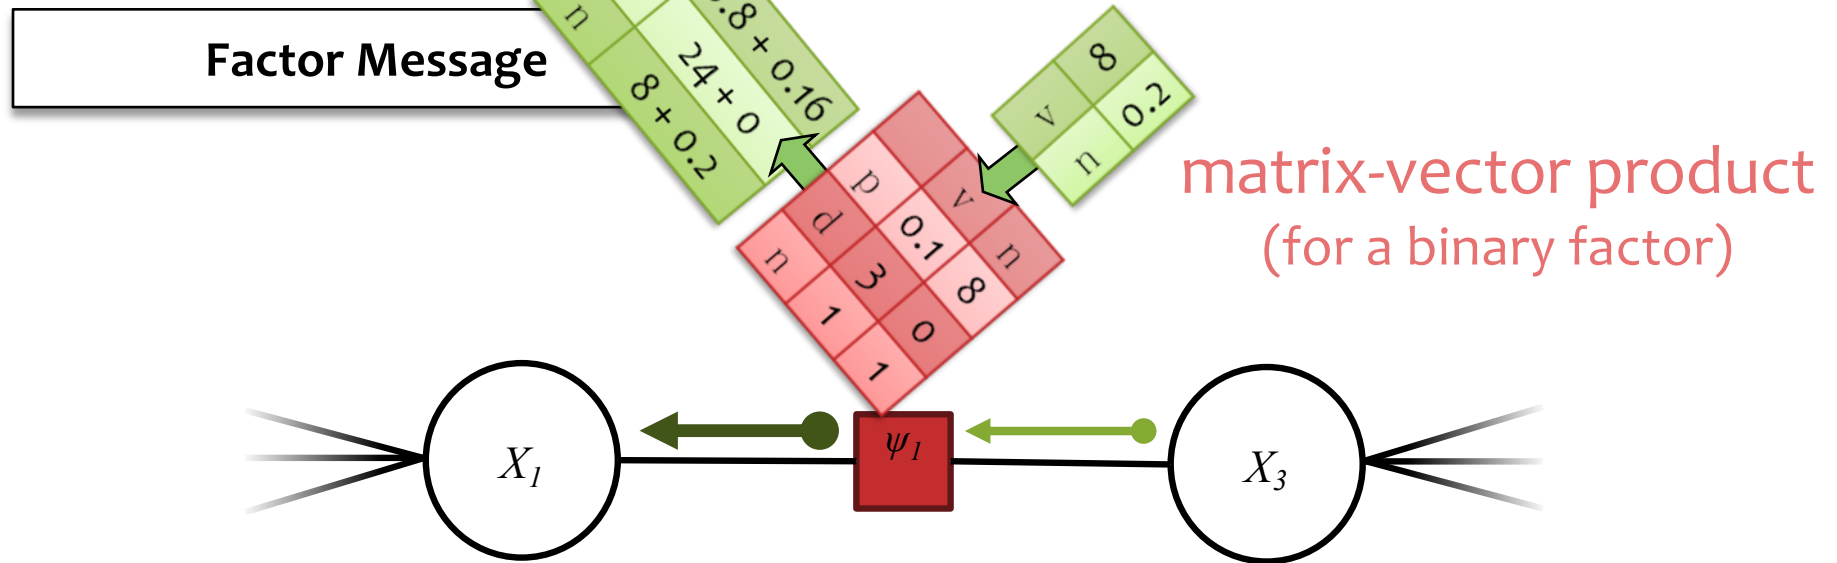 Factor Message
n
.8 + 0.16
24 + 0
8 + 0.2
v 8
n 0.2
v n
p 0.1 8
d 3 0
n 1 1
matrix-vector product
(for a binary factor)
X1
ψ1
X3